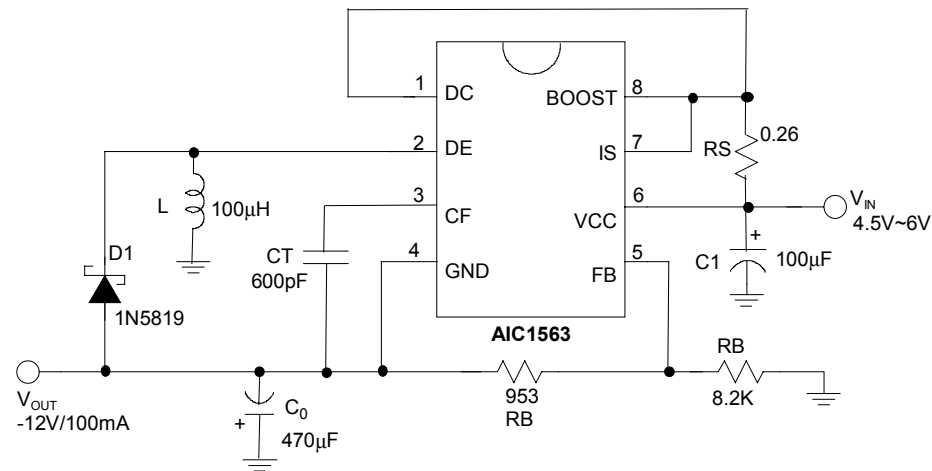 1
DC
BOOST
8
2
DE
IS
7
RS
0.26
L
100µH
3
CF
VCC
6
V_IN
4.5V~6V
D1
CT
600pF
4
GND
FB
5
C1
+
100µF
1N5819
AIC1563
RB
V_OUT
-12V/100mA
+
C_0
470µF
953
RB
8.2K